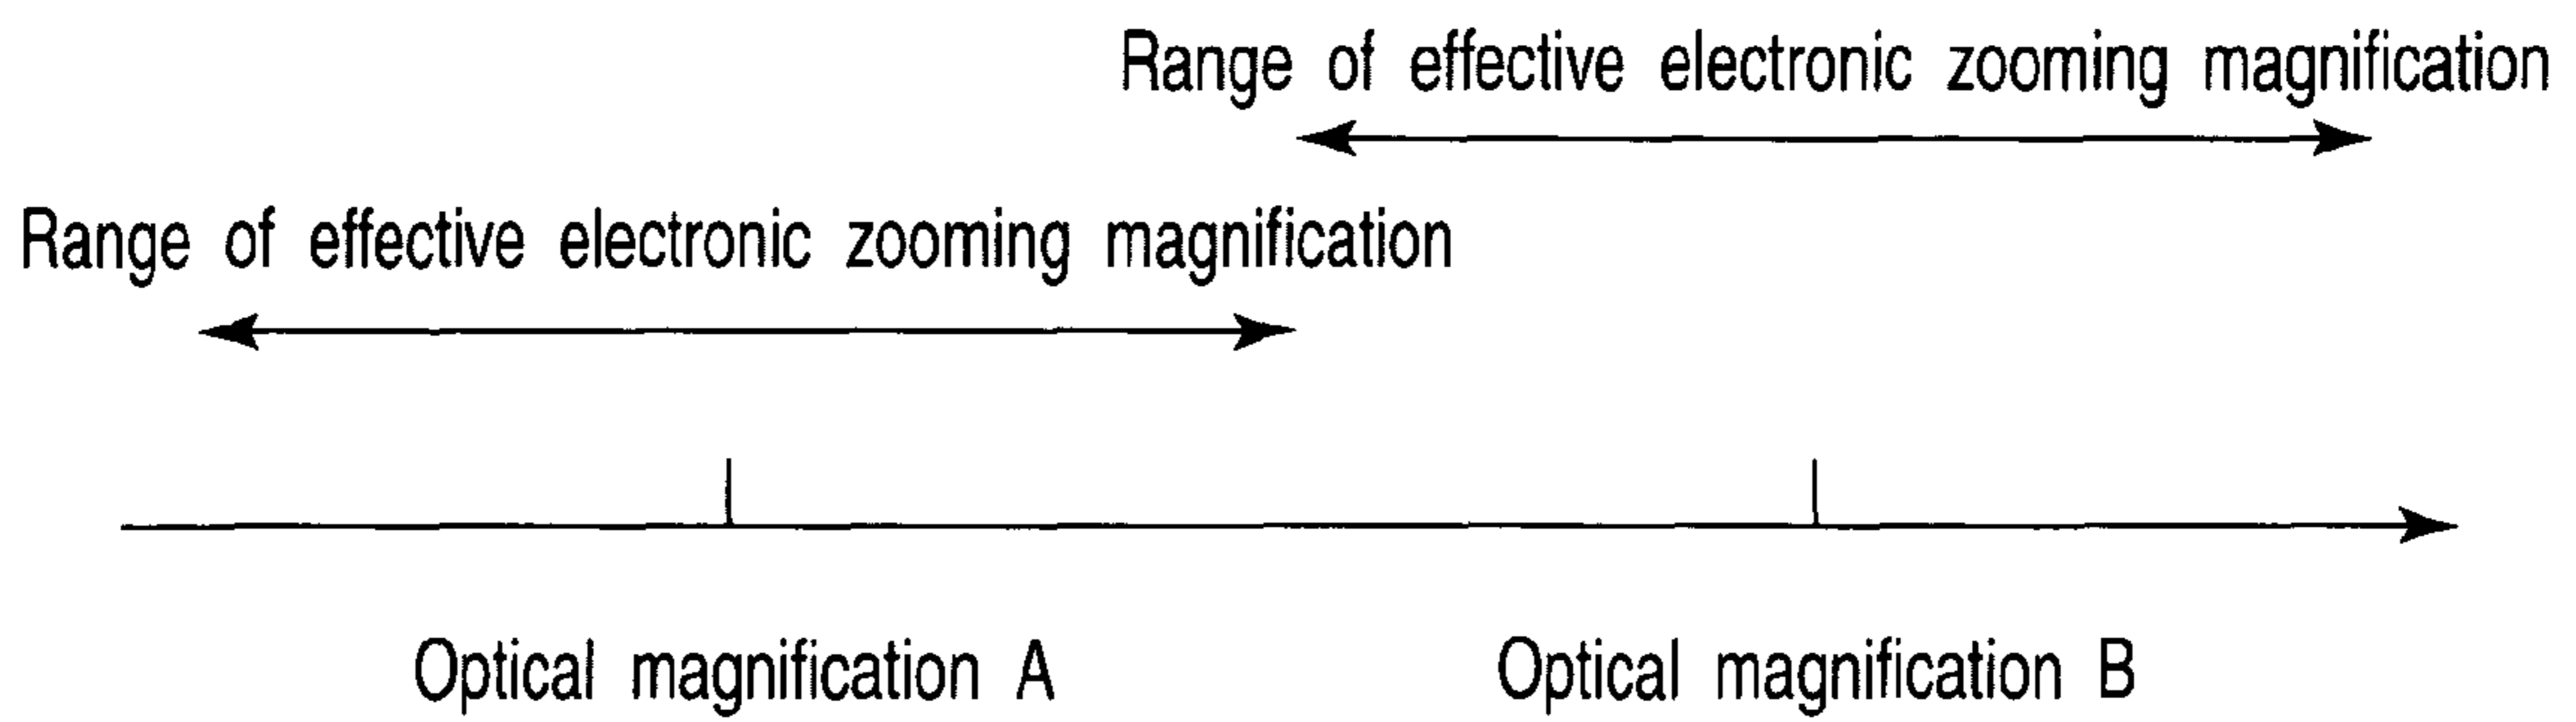 Range of effective electronic zooming magnification
Range of effective electronic zooming magnification
Optical magnification A
Optical magnification B